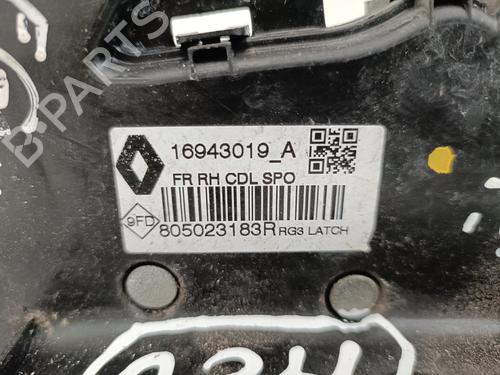 B-PARTS
16943019_A
FR RH CDL SPO
9FD
805023183R RG3 LATCH